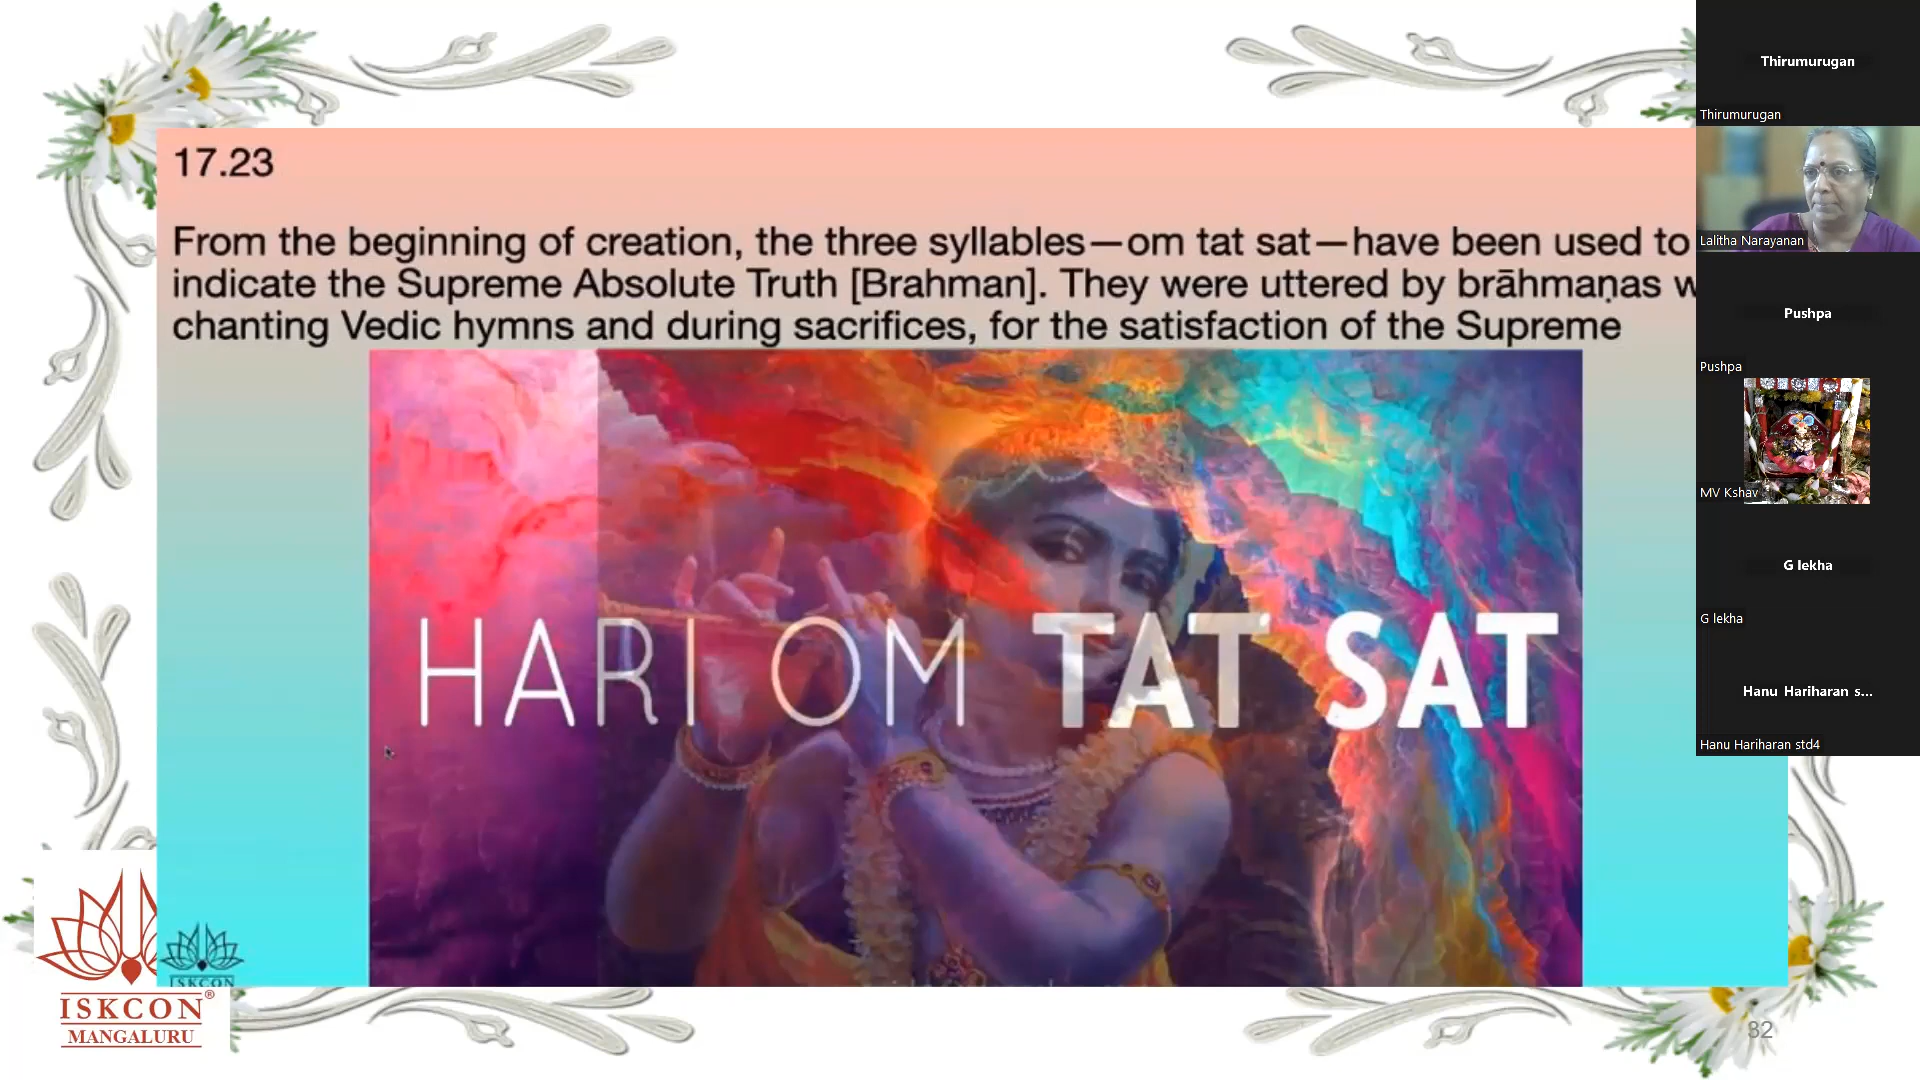 17.23
From the beginning of creation, the three syllables—om tat sat—have been used to
indicate the Supreme Absolute Truth [Brahman]. They were uttered by brāhmaṇas
chanting Vedic hymns and during sacrifices, for the satisfaction of the Supreme
HARI OM TAT SAT
ISKCON
ISKCON®
MANGALURU
32
Thirumurugan
Thirumurugan
Lalitha Narayanan
Pushpa
Pushpa
MV Kshav
G lekha
G lekha
Hanu Hariharan s...
Hanu Hariharan std4